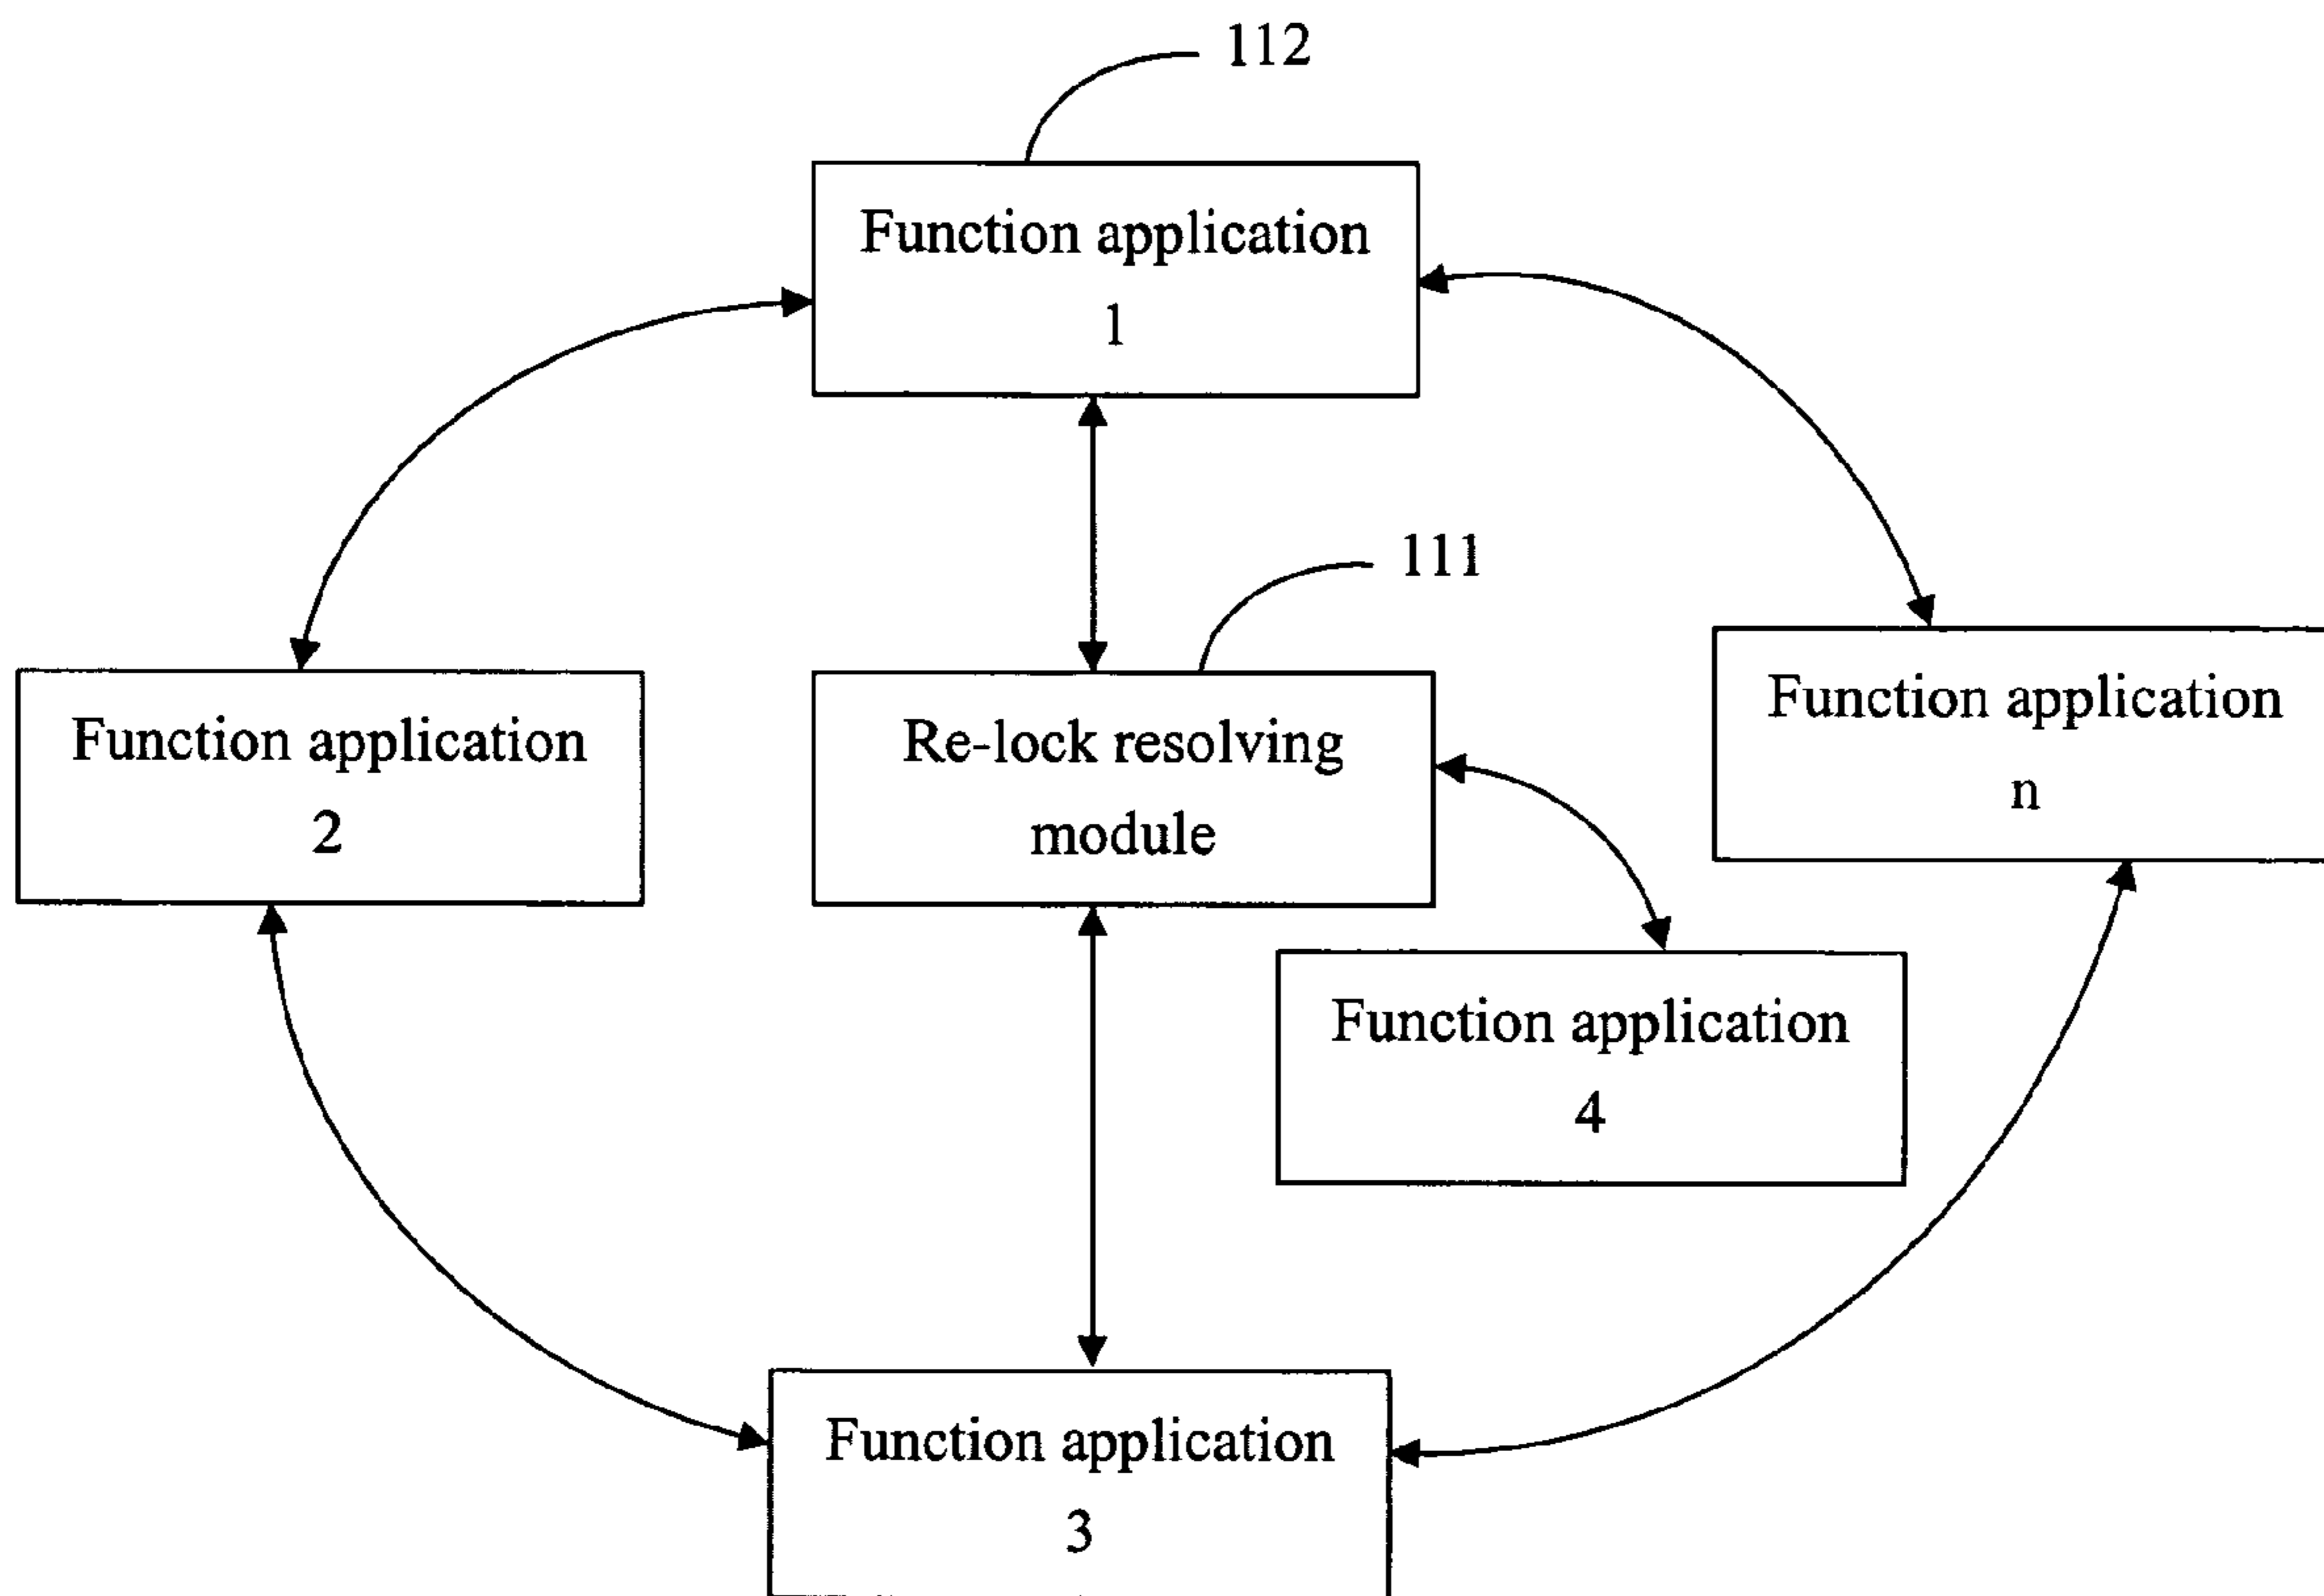 112
Function application
1
111
Function application
2
Re-lock resolving
module
Function application
n
Function application
4
Function application
3